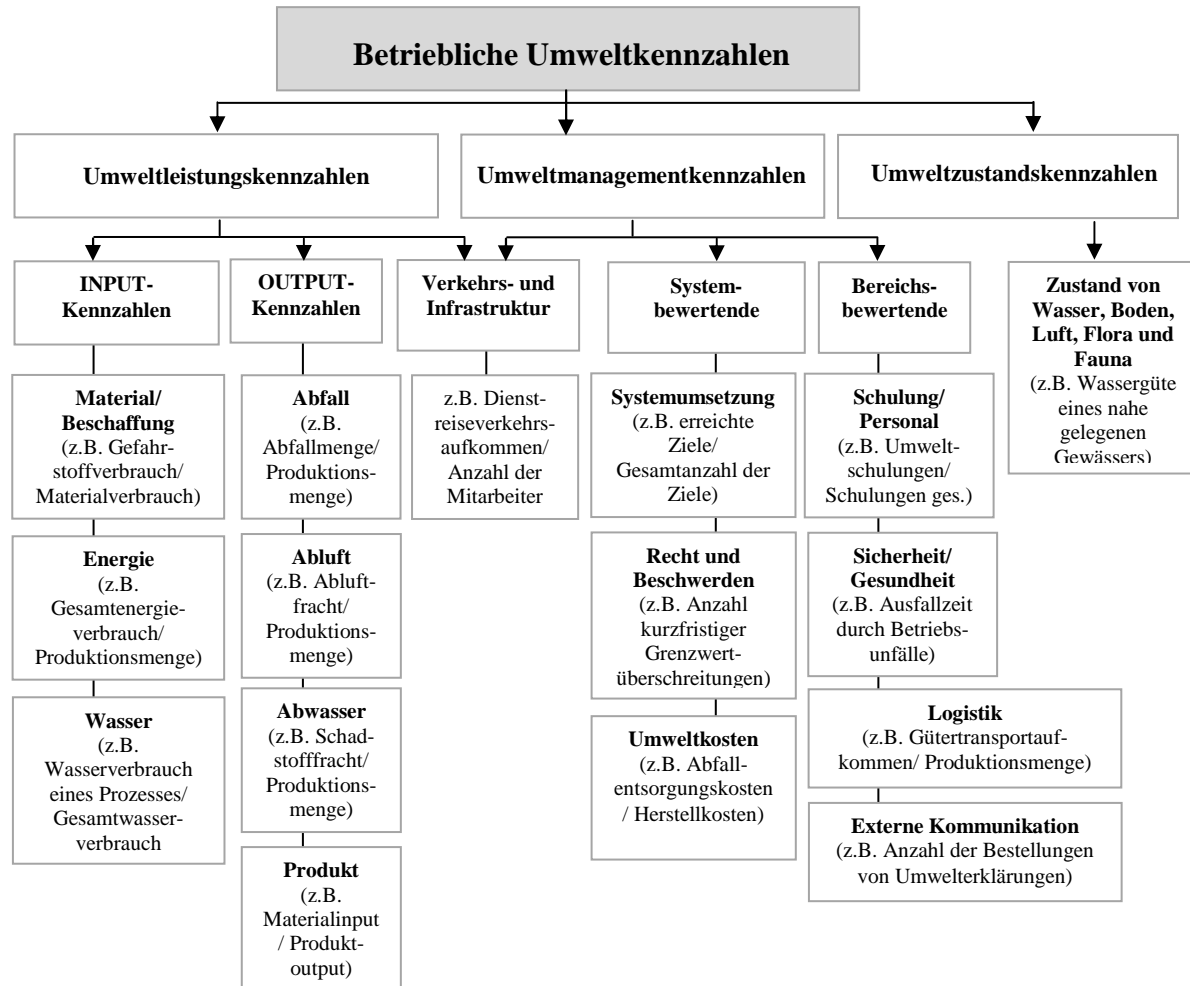 Betriebliche Umweltkennzahlen
Umweltleistungskennzahlen
Umweltmanagementkennzahlen
Umweltzustandskennzahlen
INPUT-
Kennzahlen
OUTPUT-
Kennzahlen
Verkehrs- und
Infrastruktur
System-
bewertende
Bereichs-
bewertende
Zustand von
Wasser, Boden,
Luft, Flora und
Fauna
(z.B. Wassergüte
eines nahe
gelegenen
Gewässers)
Material/
Beschaffung
(z.B. Gefahr-
stoffverbrauch/
Materialverbrauch)
Abfall
(z.B.
Abfallmenge/
Produktions-
menge)
z.B. Dienst-
reiseverkehrs-
aufkommen/
Anzahl der
Mitarbeiter
Systemumsetzung
(z.B. erreichte
Ziele/
Gesamtanzahl der
Ziele)
Schulung/
Personal
(z.B. Umwelt-
schulungen/
Schulungen ges.)
Energie
(z.B.
Gesamtenergie-
verbrauch/
Produktionsmenge)
Abluft
(z.B. Abluft-
fracht/
Produktions-
menge)
Recht und
Beschwerden
(z.B. Anzahl
kurzfristiger
Grenzwert-
überschreitungen)
Sicherheit/
Gesundheit
(z.B. Ausfallzeit
durch Betriebs-
unfälle)
Wasser
(z.B.
Wasserverbrauch
eines Prozesses/
Gesamtwasser-
verbrauch
Abwasser
(z.B. Schad-
stofffracht/
Produktions-
menge)
Umweltkosten
(z.B. Abfall-
entsorgungskosten
/ Herstellkosten)
Logistik
(z.B. Gütertransportauf-
kommen/ Produktionsmenge)
Externe Kommunikation
(z.B. Anzahl der Bestellungen
von Umwelterklärungen)
Produkt
(z.B.
Materialinput
/ Produkt-
output)